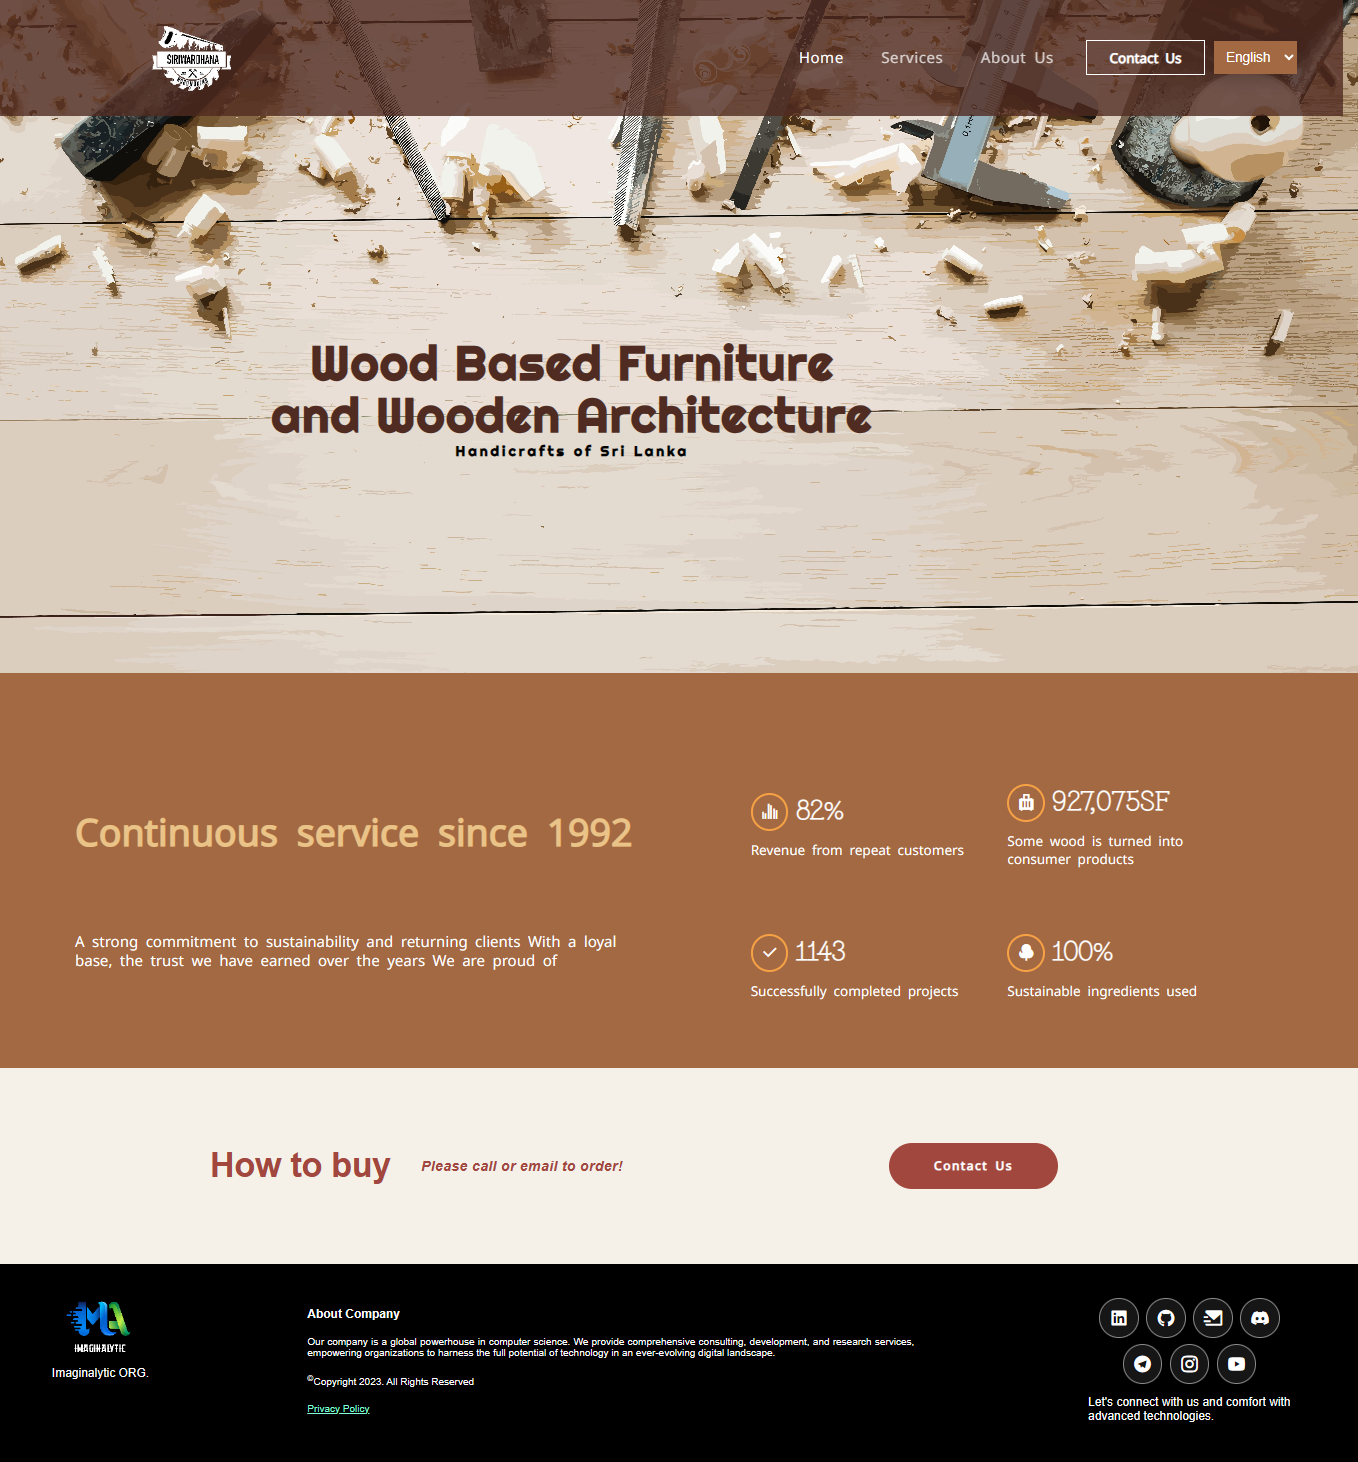 SIRIWARDHANA
Home
Services
About Us
Contact Us
English
0,1mm
Wood Based Furniture
and Wooden Architecture
Handicrafts of Sri Lanka
Continuous service since 1992
A strong commitment to sustainability and returning clients With a loyal
base, the trust we have earned over the years We are proud of
82%
Revenue from repeat customers
927,075SF
Some wood is turned into
consumer products
1143
Successfully completed projects
100%
Sustainable ingredients used
How to buy
Please call or email to order!
Contact Us
IMAGINALYTIC
Imaginalytic ORG.
About Company
Our company is a global powerhouse in computer science. We provide comprehensive consulting, development, and research services,
empowering organizations to harness the full potential of technology in an ever-evolving digital landscape.
©Copyright 2023. All Rights Reserved
Privacy Policy
Let's connect with us and comfort with
advanced technologies.